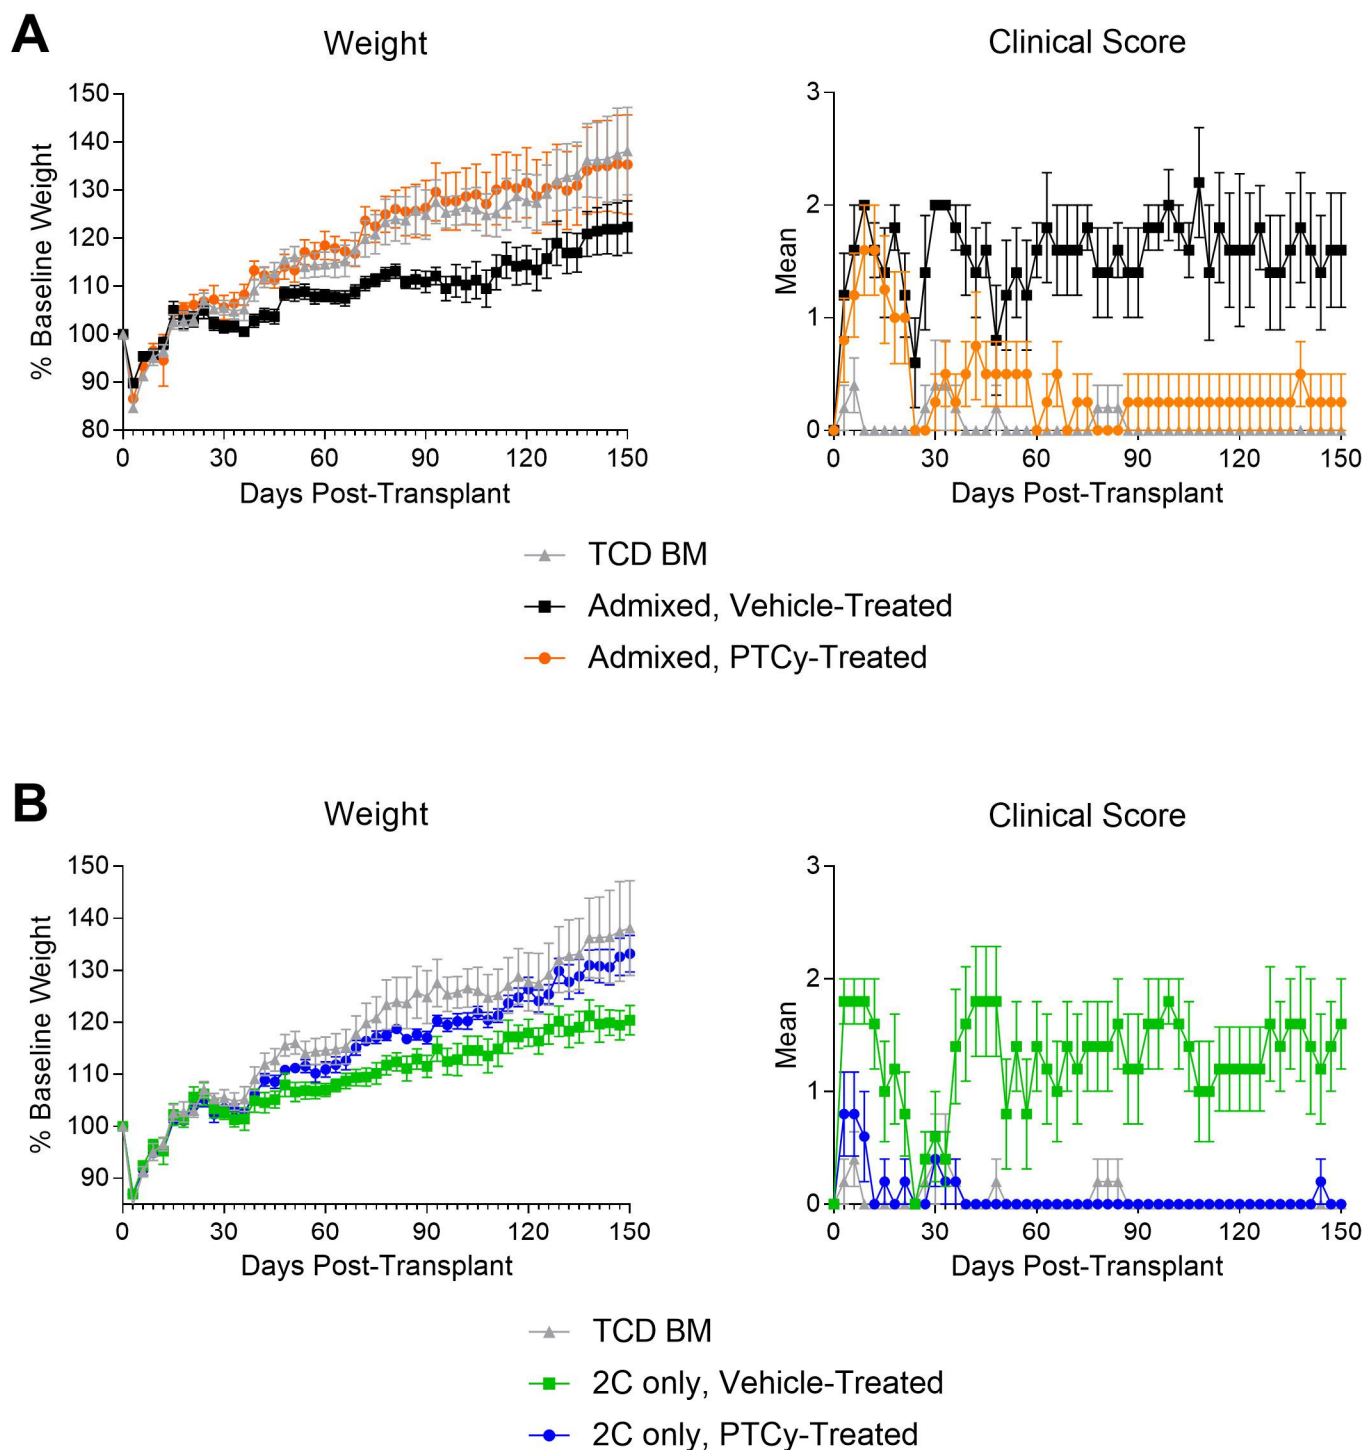 A
Weight
Clinical Score
% Baseline Weight
150
140
130
120
110
100
90
80
0 30 60 90 120 150
Days Post-Transplant
Mean
3
2
1
0
0 30 60 90 120 150
Days Post-Transplant
TCD BM
Admixed, Vehicle-Treated
Admixed, PTCy-Treated
B
Weight
Clinical Score
% Baseline Weight
150
140
130
120
110
100
90
0 30 60 90 120 150
Days Post-Transplant
Mean
3
2
1
0
0 30 60 90 120 150
Days Post-Transplant
TCD BM
2C only, Vehicle-Treated
2C only, PTCy-Treated